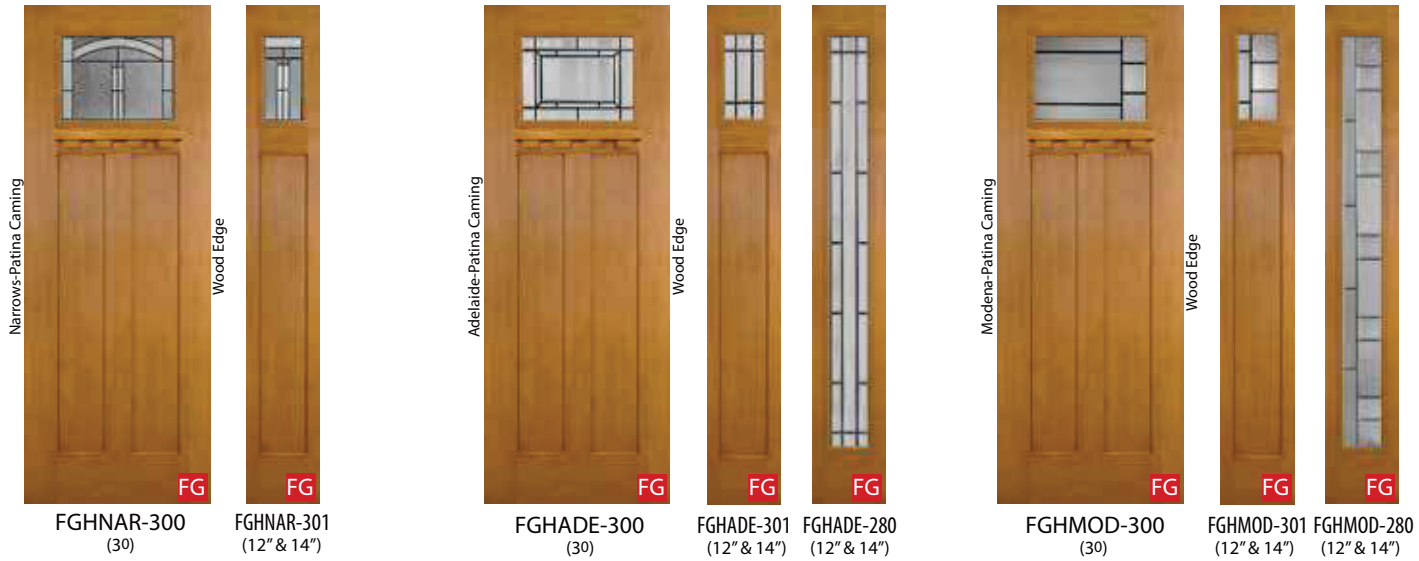 Narrows-Patina Caming
Wood Edge
FG
FG
FGHNAR-300
(30)
FGHNAR-301
(12” & 14”)
Adelaide-Patina Caming
Wood Edge
FG
FG
FG
FGHADE-300
(30)
FGHADE-301
(12” & 14”)
FGHADE-280
(12” & 14”)
Modena-Patina Caming
Wood Edge
FG
FG
FG
FGHMOD-300
(30)
FGHMOD-301
(12” & 14”)
FGHMOD-280
(12” & 14”)